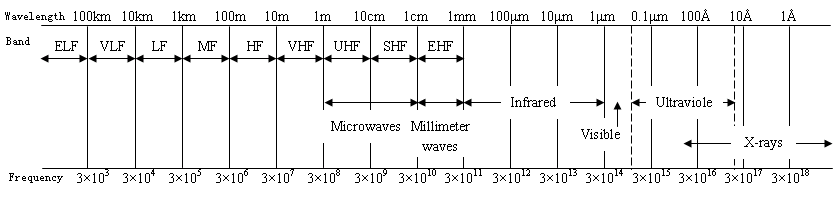 Wavelength 100km 10km 1km 100m 10m 1m 10cm 1cm 1mm 100μm 10μm 1μm 0.1μm 100Å 10Å 1Å
Band ELF VLF LF MF HF VHF UHF SHF EHF
Infrared Ultraviole
Microwaves Millimeter
waves
Visible
X-rays
Frequency 3×10³ 3×10⁴ 3×10⁵ 3×10⁶ 3×10⁷ 3×10⁸ 3×10⁹ 3×10¹⁰ 3×10¹¹ 3×10¹² 3×10¹³ 3×10¹⁴ 3×10¹⁵ 3×10¹⁶ 3×10¹⁷ 3×10¹⁸